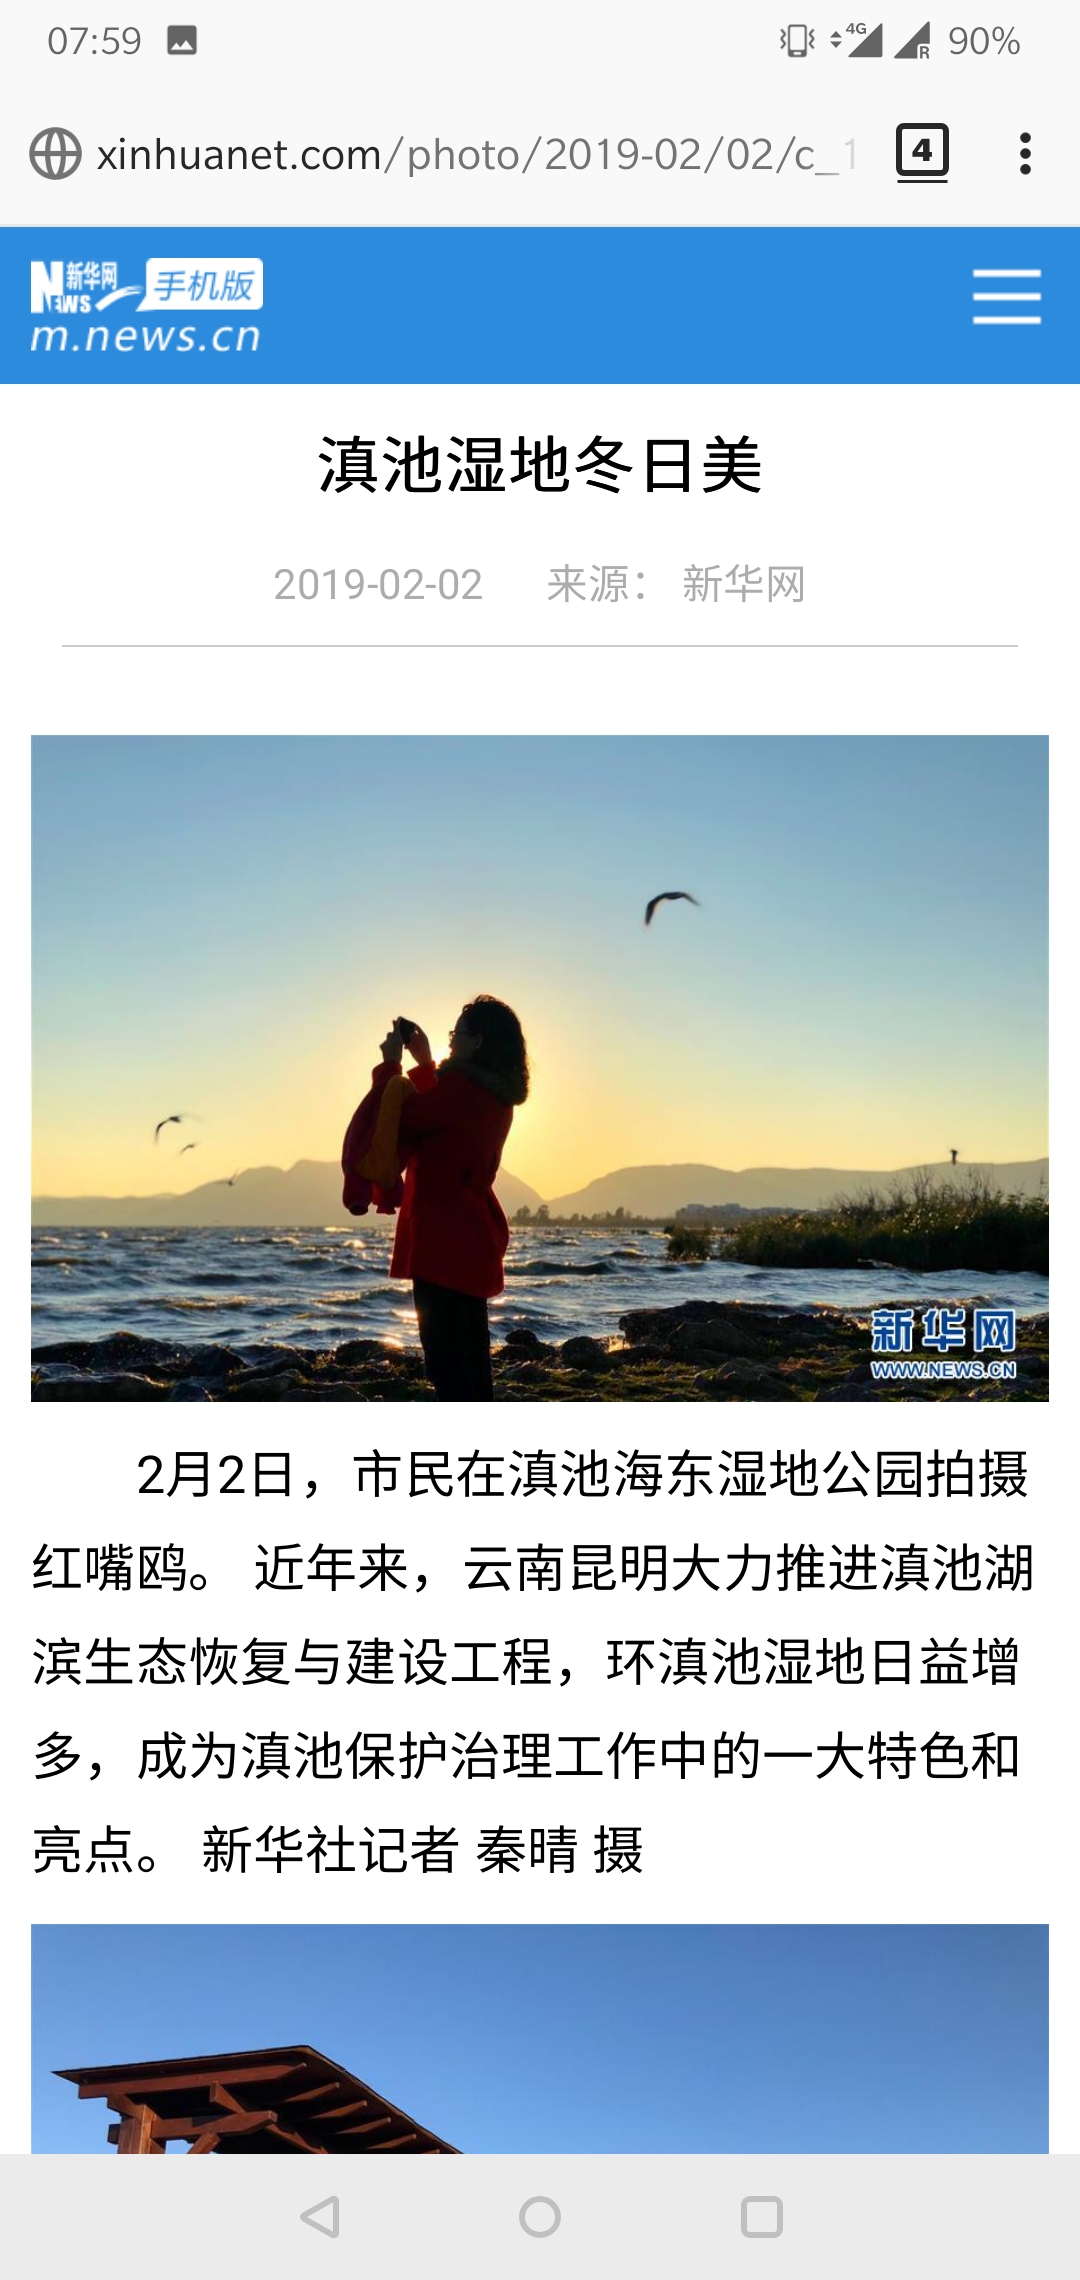 07:59
4G
R
90%
xinhuanet.com/photo/2019-02/02/c_1
4
新华网
NEWS
手机版
m.news.cn
滇池湿地冬日美
2019-02-02 来源： 新华网
新华网
WWW.NEWS.CN
2月2日，市民在滇池海东湿地公园拍摄
红嘴鸥。 近年来，云南昆明大力推进滇池湖
滨生态恢复与建设工程，环滇池湿地日益增
多，成为滇池保护治理工作中的一大特色和
亮点。 新华社记者 秦晴 摄